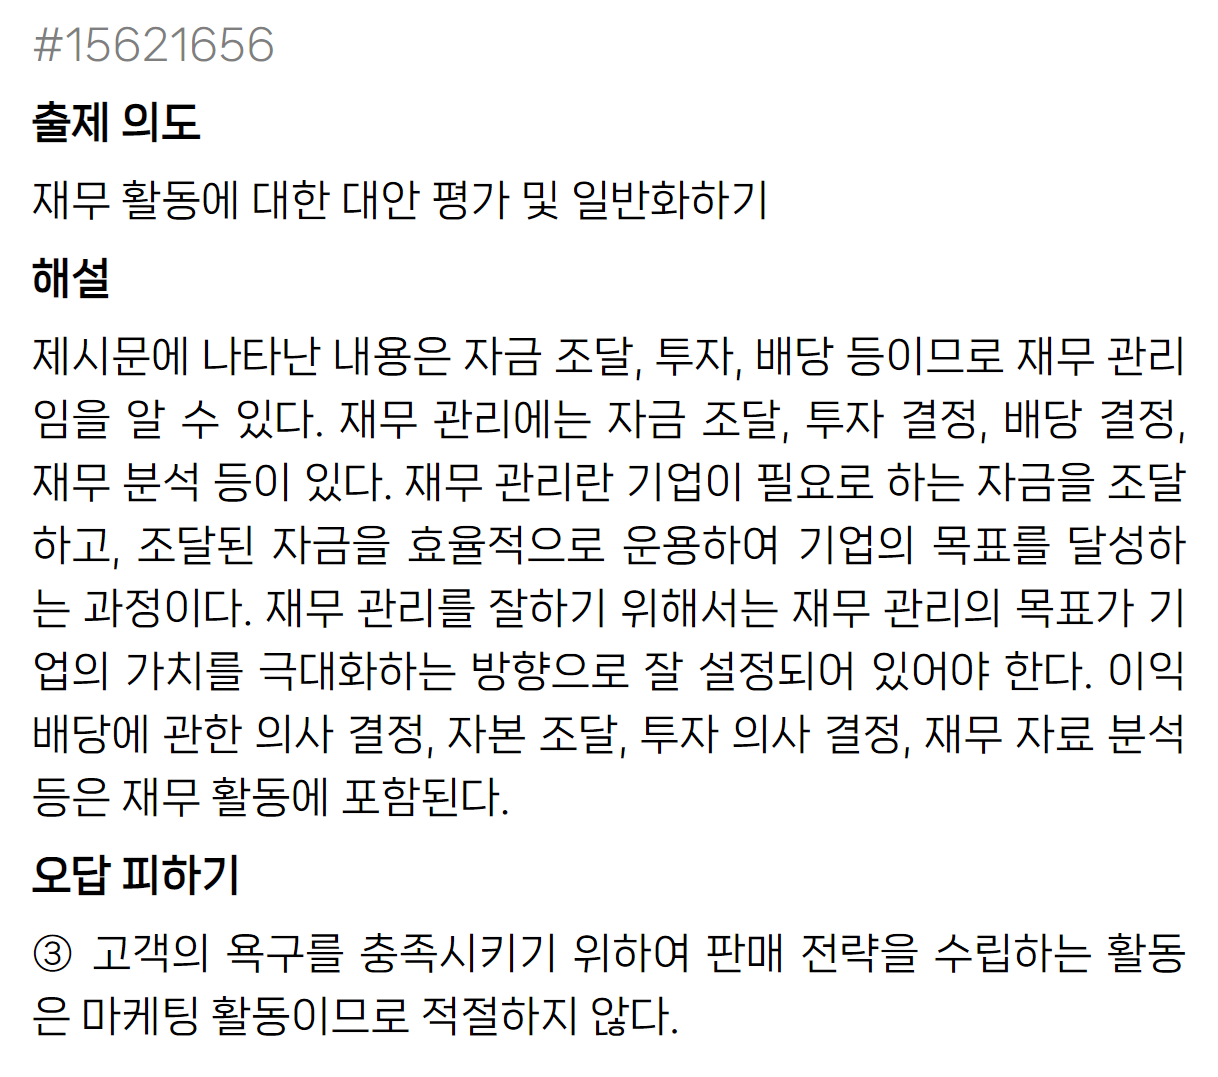 #15621656
출제 의도
재무 활동에 대한 대안 평가 및 일반화하기
해설
제시문에 나타난 내용은 자금 조달, 투자, 배당 등이므로 재무 관리
임을 알 수 있다. 재무 관리에는 자금 조달, 투자 결정, 배당 결정,
재무 분석 등이 있다. 재무 관리란 기업이 필요로 하는 자금을 조달
하고, 조달된 자금을 효율적으로 운용하여 기업의 목표를 달성하
는 과정이다. 재무 관리를 잘하기 위해서는 재무 관리의 목표가 기
업의 가치를 극대화하는 방향으로 잘 설정되어 있어야 한다. 이익
배당에 관한 의사 결정, 자본 조달, 투자 의사 결정, 재무 자료 분석
등은 재무 활동에 포함된다.
오답 피하기
③ 고객의 욕구를 충족시키기 위하여 판매 전략을 수립하는 활동
은 마케팅 활동이므로 적절하지 않다.